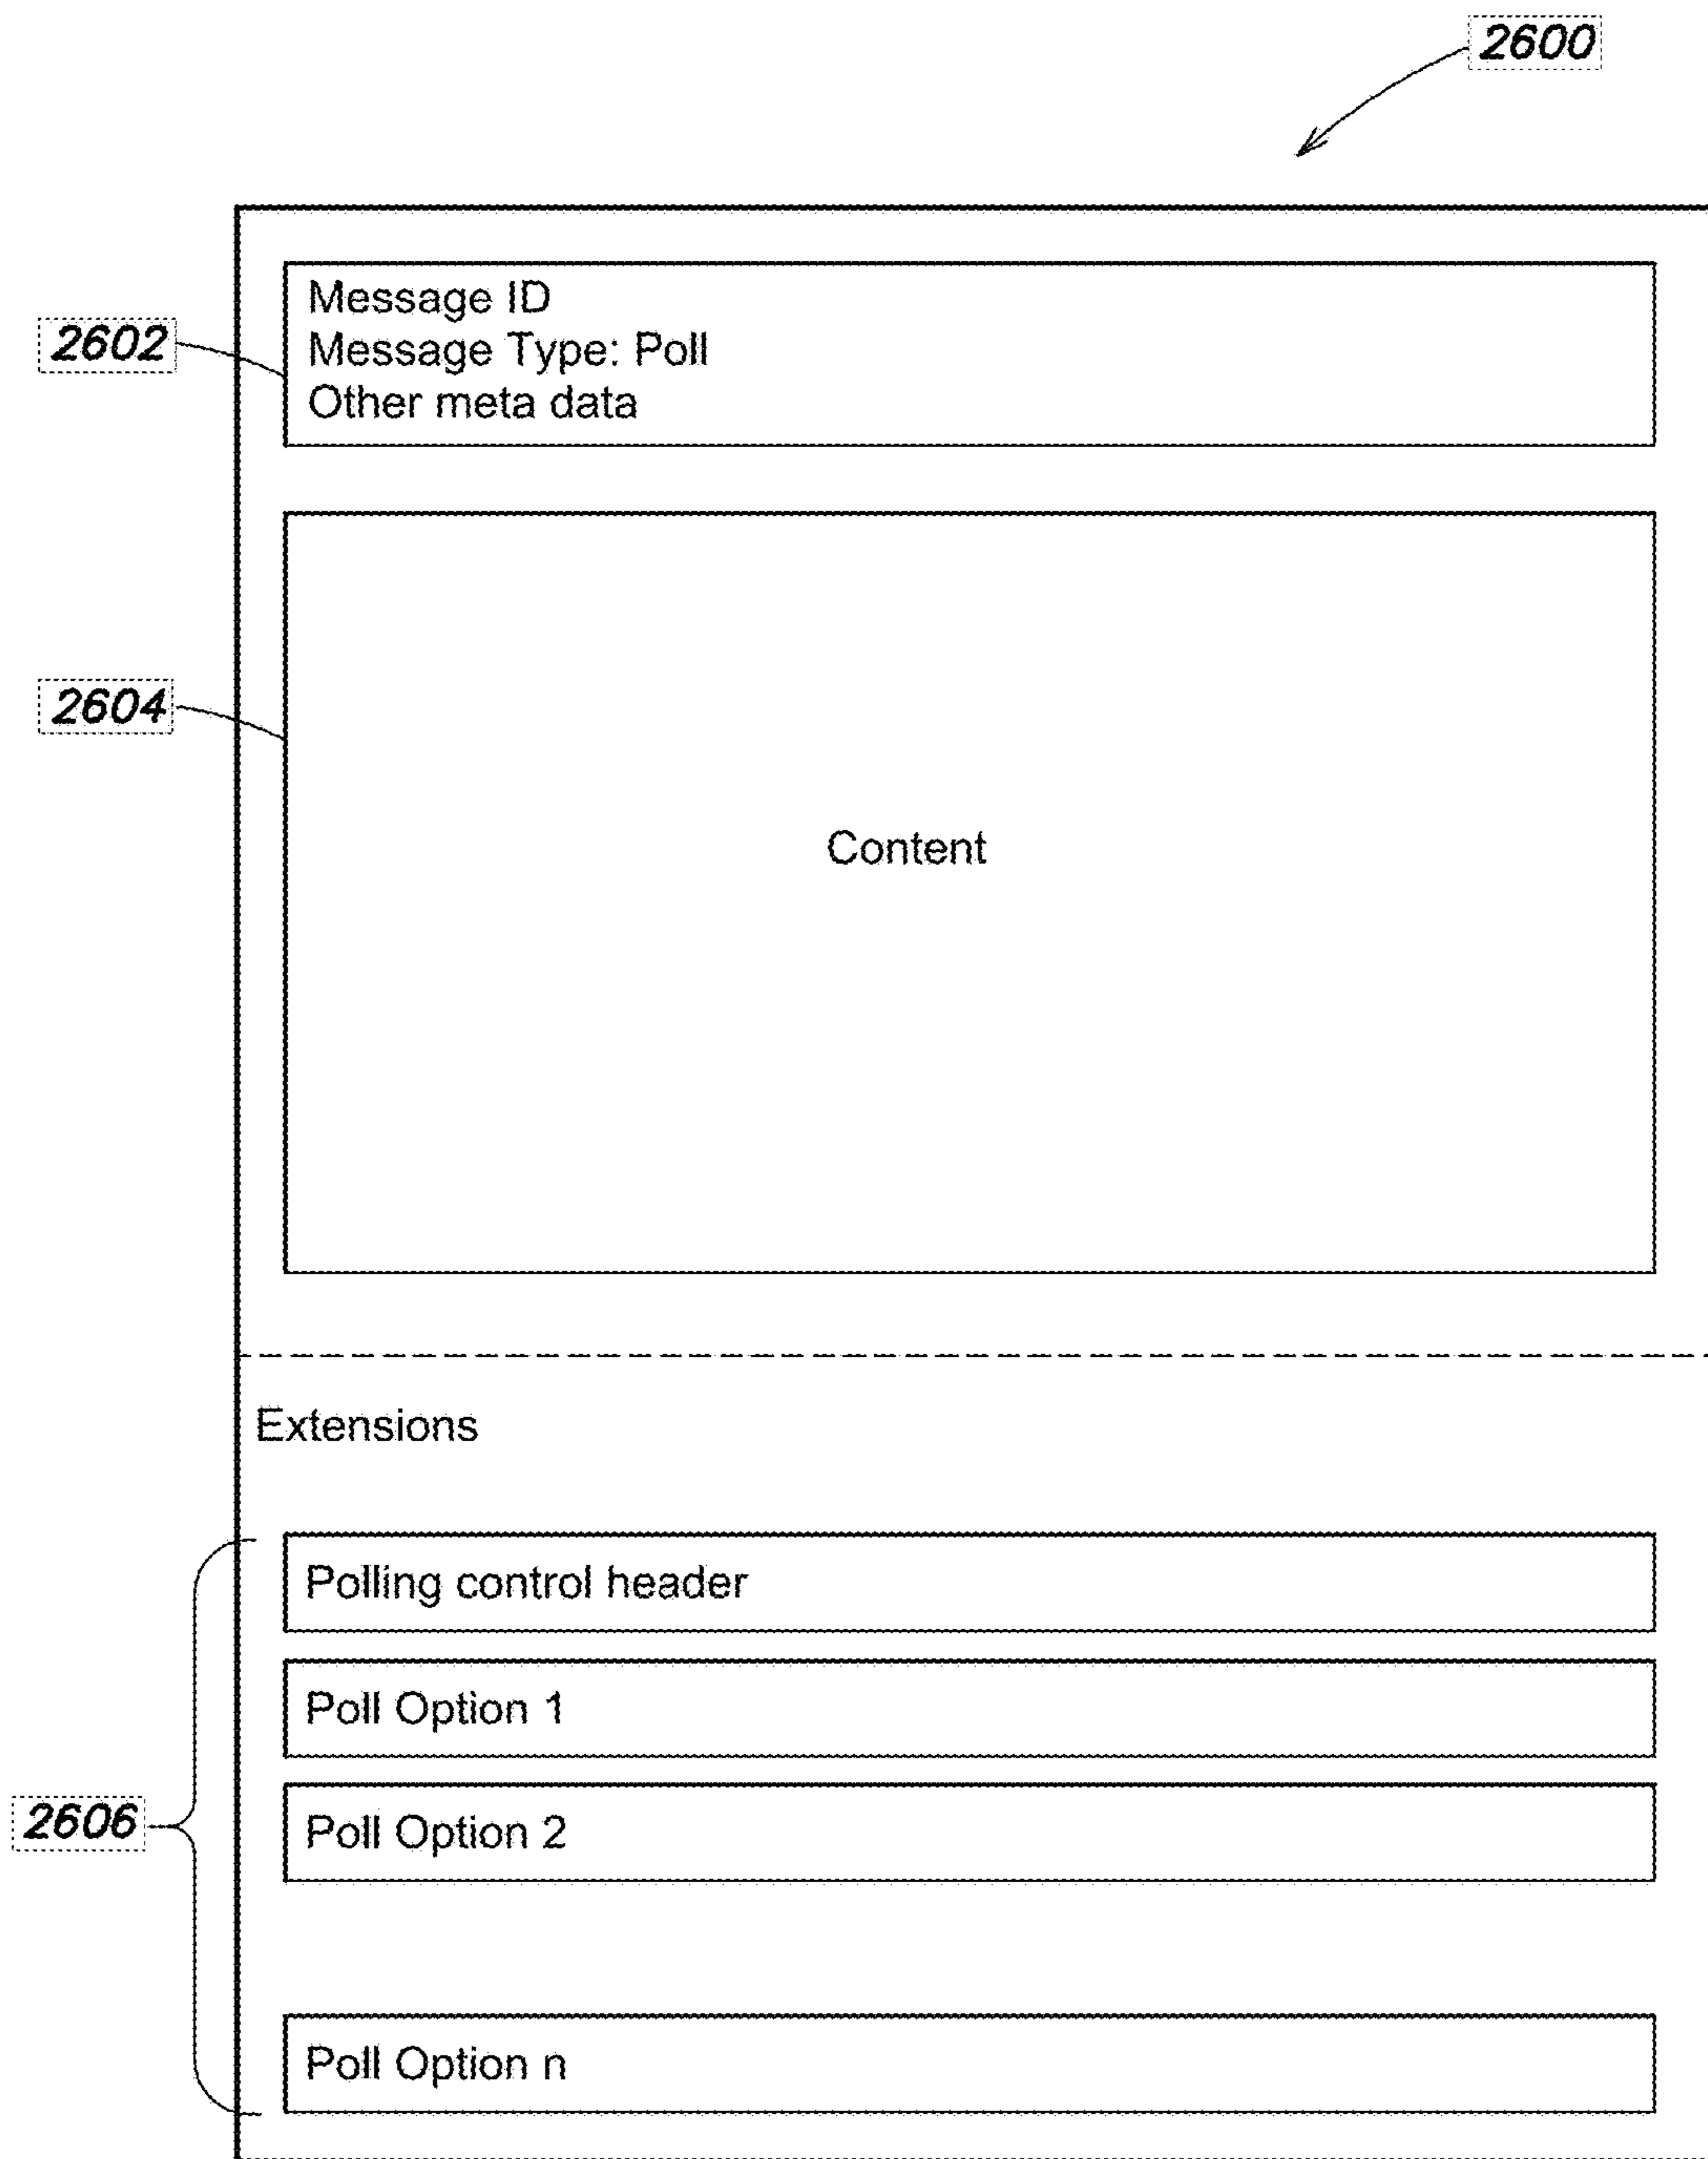 2600
Message ID
2602
Message Type: Poll
Other meta data
2604
Content
Extensions
Polling control header
Poll Option 1
2606
Poll Option 2
Poll Option n